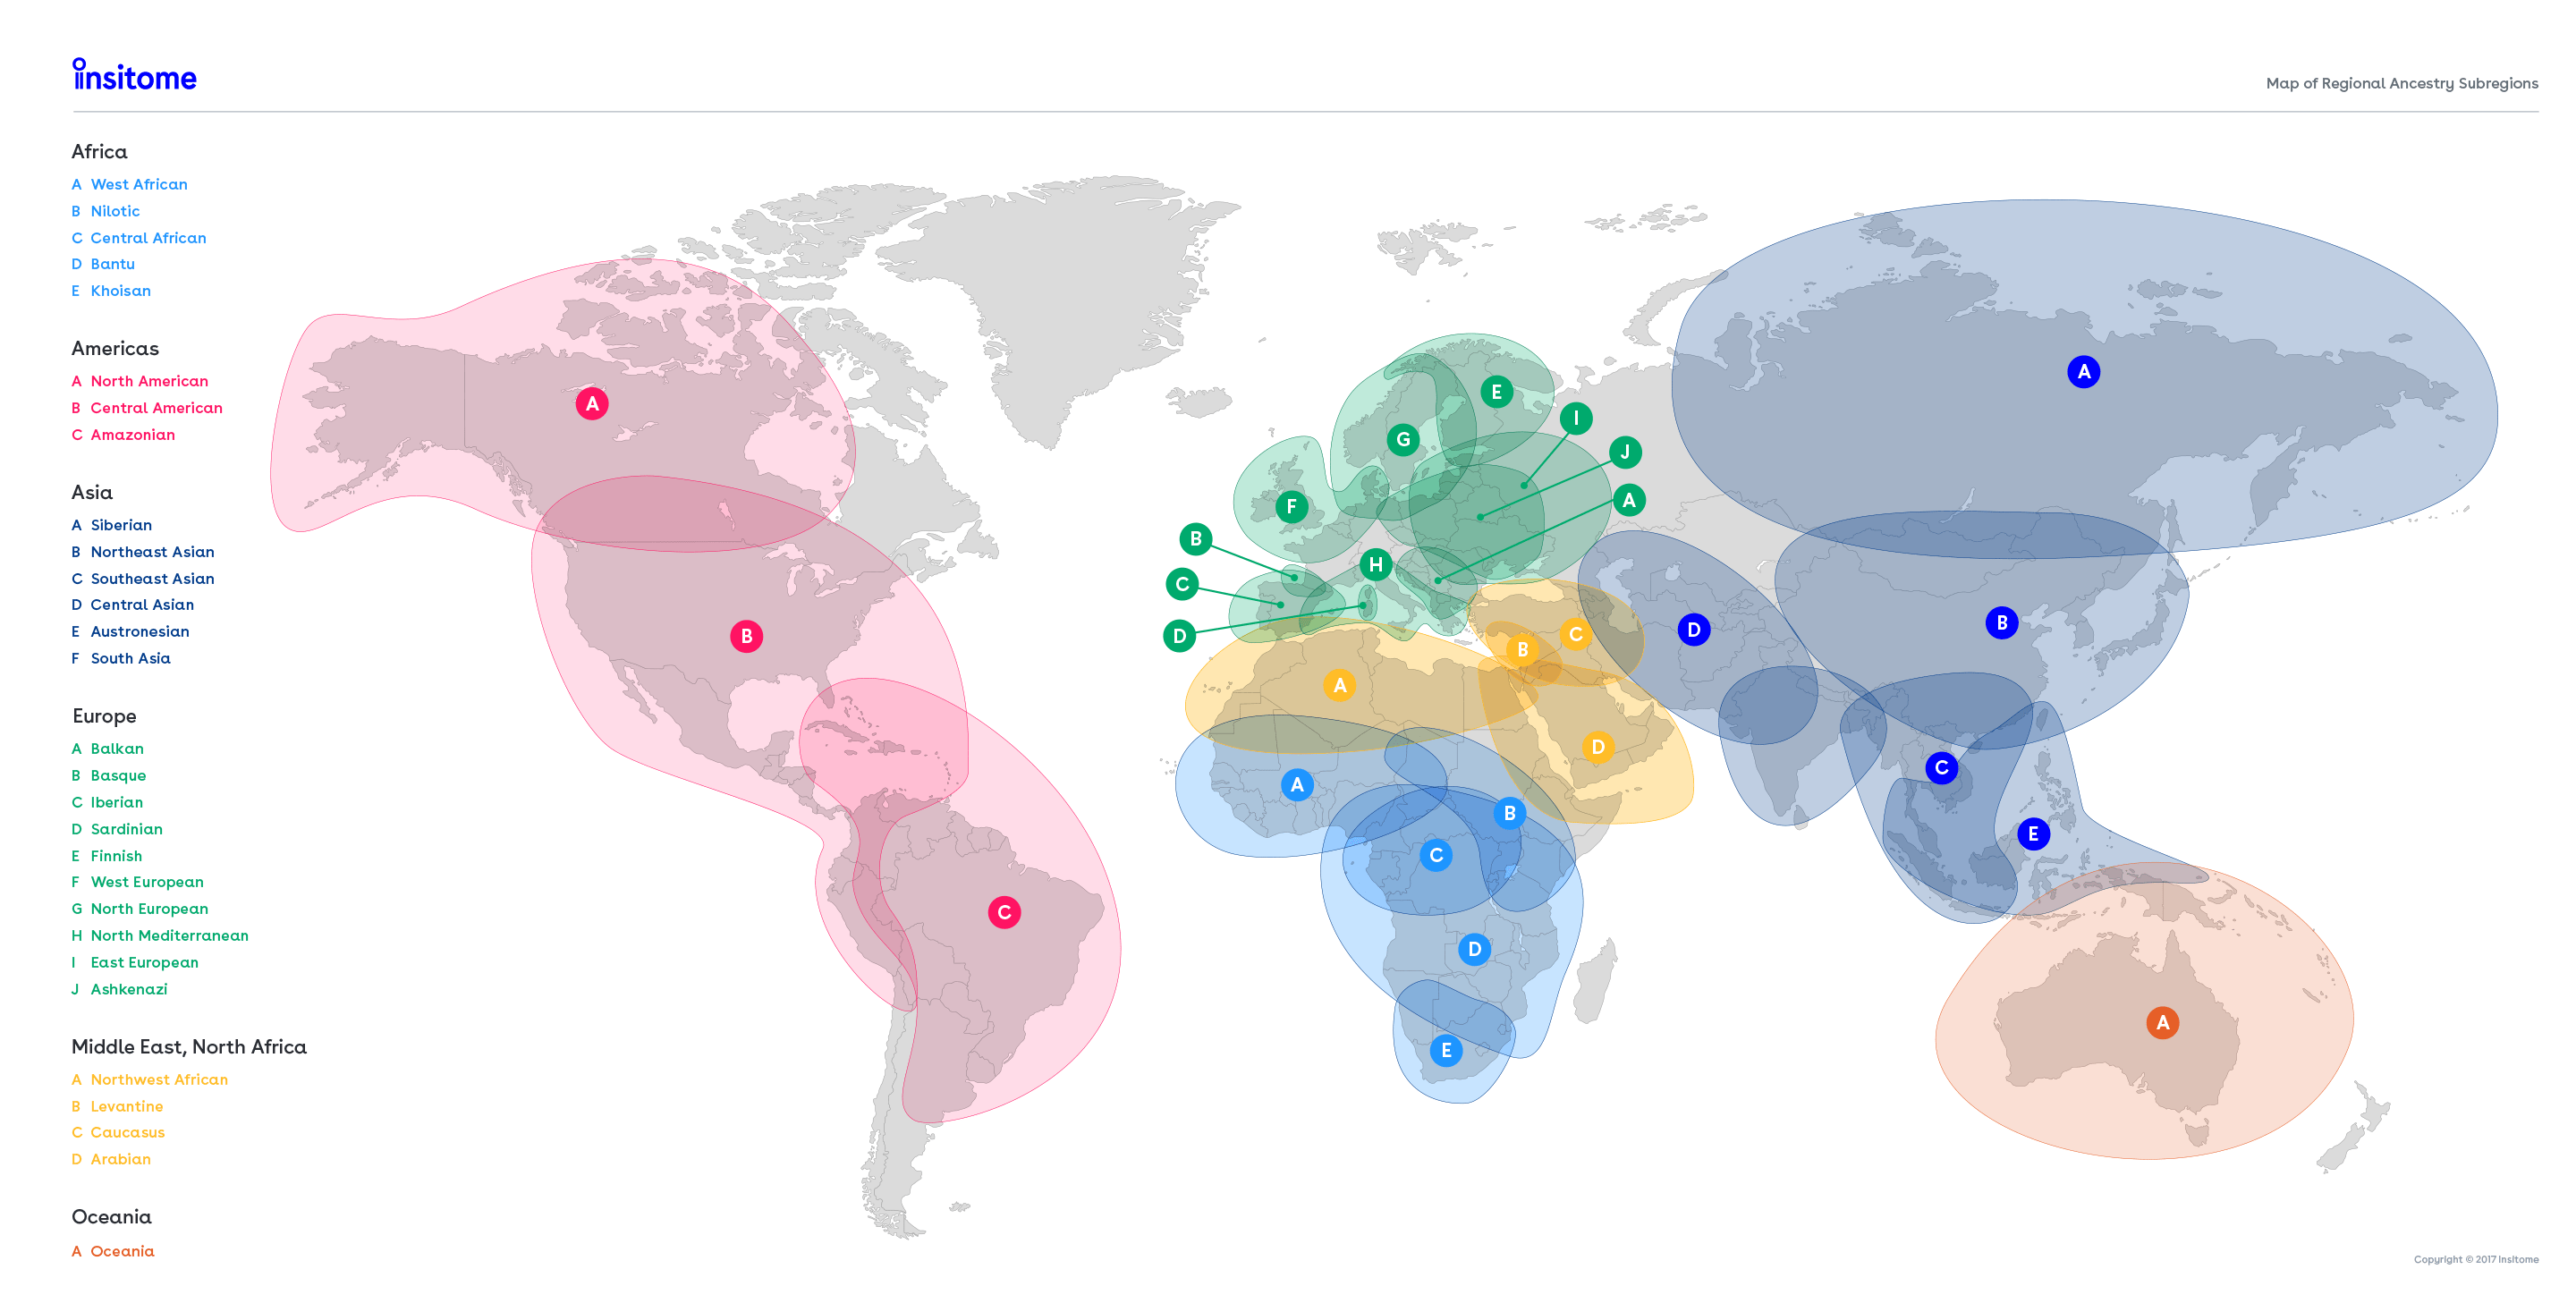 insitome
Map of Regional Ancestry Subregions
Africa
A West African
B Nilotic
C Central African
D Bantu
E Khoisan
Americas
A North American
B Central American
C Amazonian
Asia
A Siberian
B Northeast Asian
C Southeast Asian
D Central Asian
E Austronesian
F South Asia
Europe
A Balkan
B Basque
C Iberian
D Sardinian
E Finnish
F West European
G North European
H North Mediterranean
I East European
J Ashkenazi
Middle East, North Africa
A Northwest African
B Levantine
C Caucasus
D Arabian
Oceania
A Oceania
A
B
C
E
I
G
J
A
F
B
H
C
D
A
B
C
D
A
B
C
D
E
A
D
B
C
E
A
Copyright © 2017 Insitome